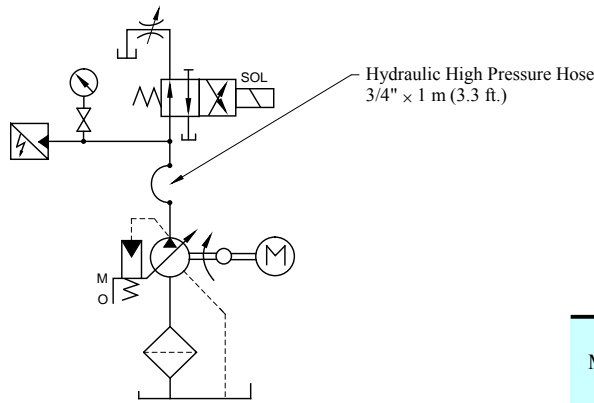 SOL
Hydraulic High Pressure Hose
3/4" × 1 m (3.3 ft.)
M
M
O